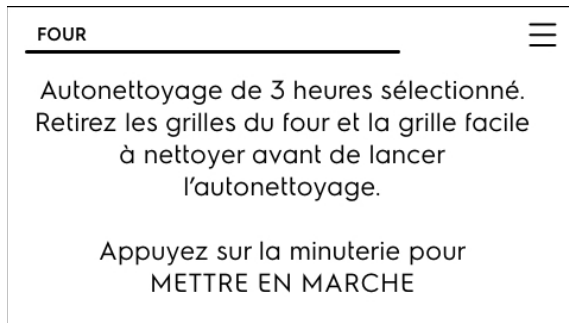 FOUR
Autonettoyage de 3 heures sélectionné.
Retirez les grilles du four et la grille facile
à nettoyer avant de lancer
l'autonettoyage.
Appuyez sur la minuterie pour
METTRE EN MARCHE